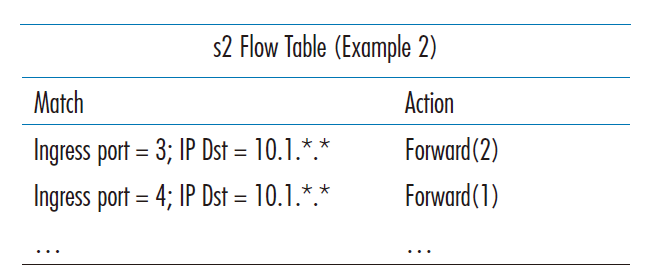 s2 Flow Table (Example 2)
Match Action
Ingress port = 3; IP Dst = 10.1.*.* Forward(2)
Ingress port = 4; IP Dst = 10.1.*.* Forward(1)
... ...